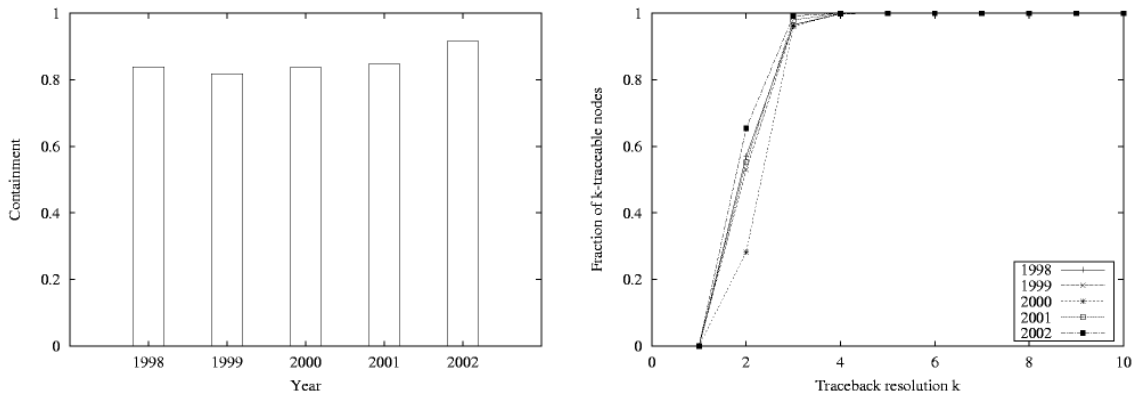 1
0.8
0.6
0.4
0.2
0
Containment
1998 1999 2000 2001 2002
Year
1
0.8
0.6
0.4
0.2
0
Fraction of k-traceable nodes
1998
1999
2000
2001
2002
0 2 4 6 8 10
Traceback resolution k